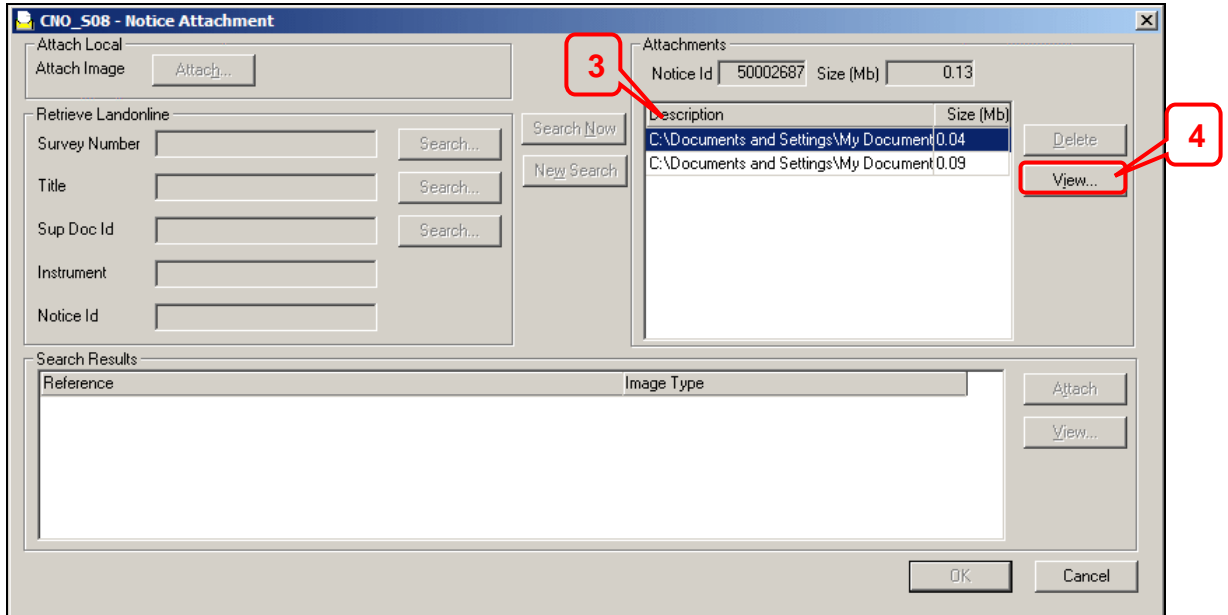 CNO_S08 - Notice Attachment
Attach Local
Attach Image Attach...
Retrieve Landonline
Survey Number Search...
Title Search...
Sup Doc Id Search...
Instrument
Notice Id
Search Now
New Search
3
Attachments
Notice Id 50002687 Size (Mb) 0.13
Description Size (Mb)
C:\Documents and Settings\My Document 0.04
C:\Documents and Settings\My Document 0.09
Delete
View...
4
Search Results
Reference Image Type
Attach
View...
OK Cancel